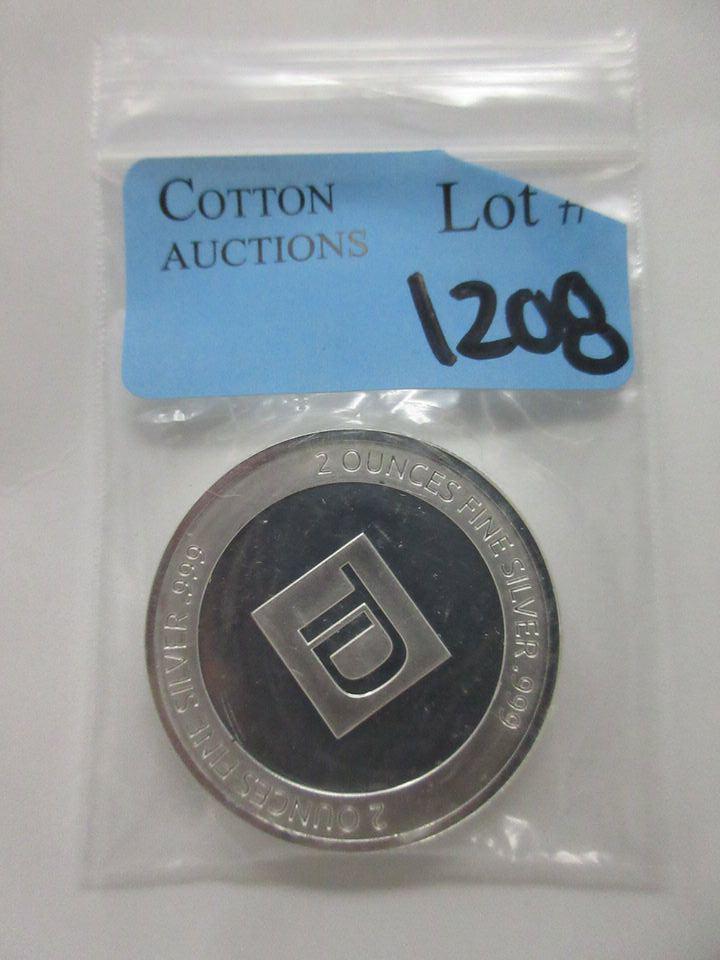 COTTON
AUCTIONS
Lot #
1208
2 OUNCES FINE SILVER .999
TD
2 OUNCES FINE SILVER .999